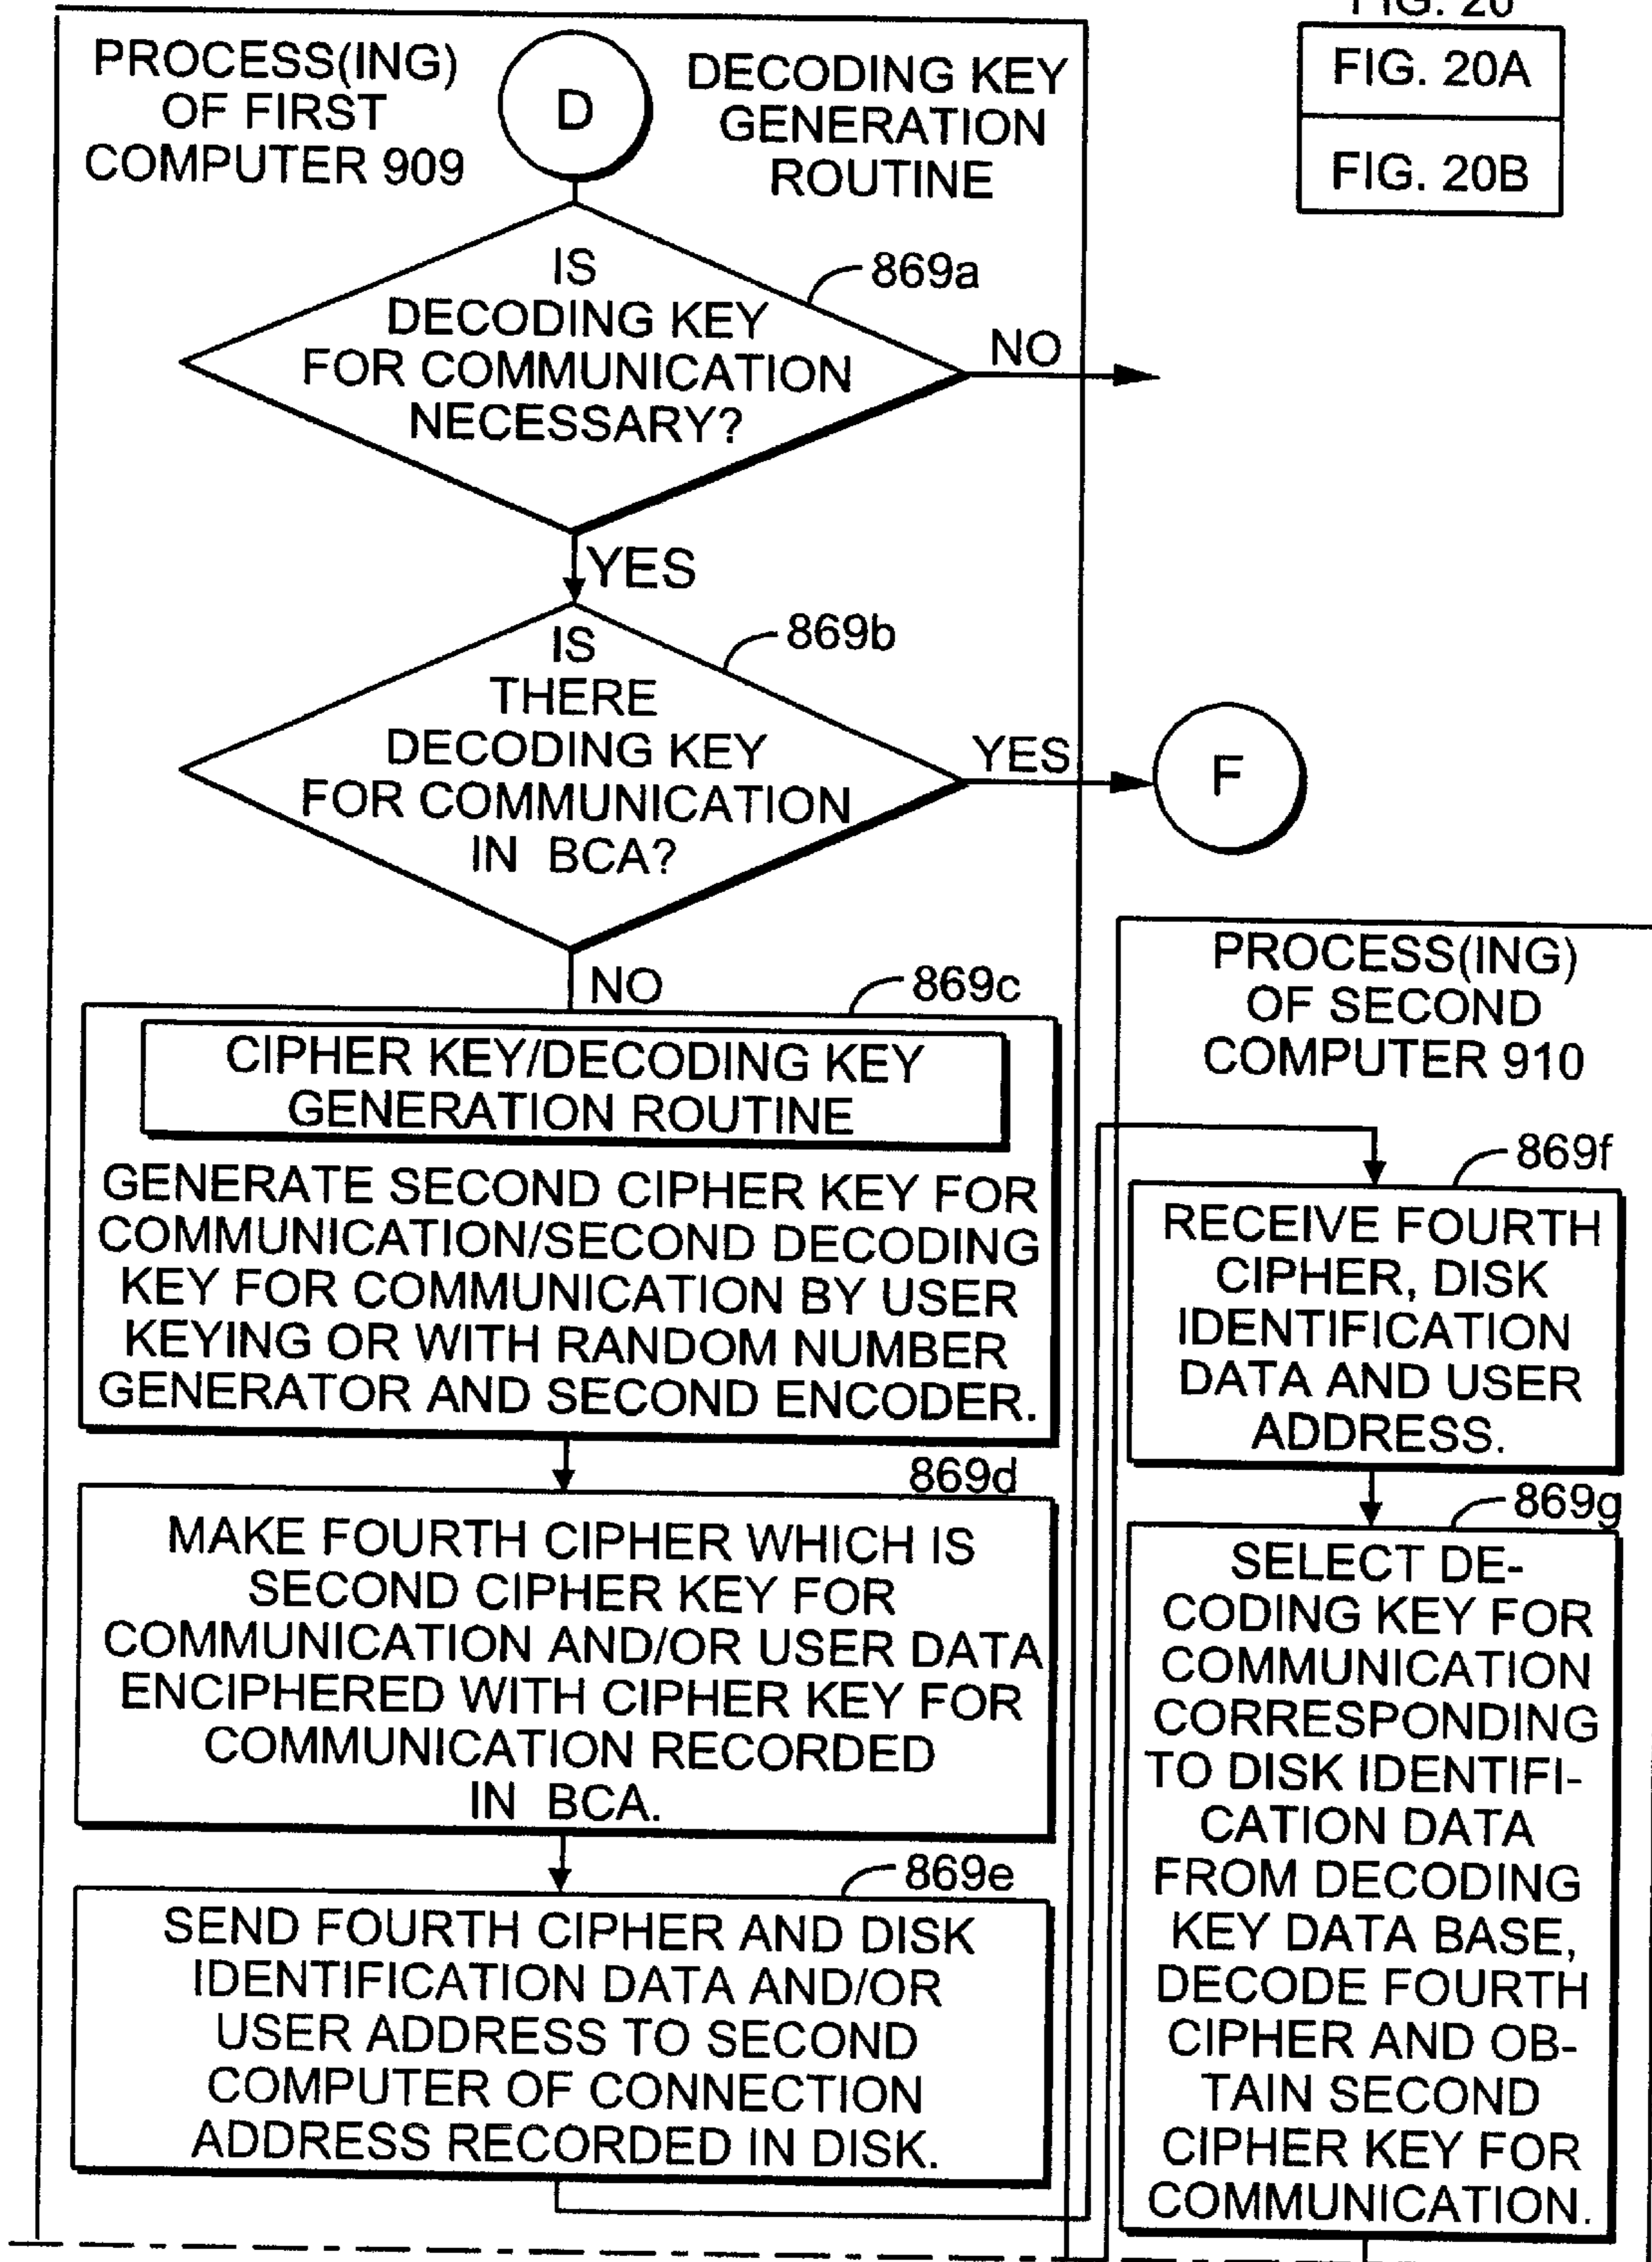 FIG. 20
FIG. 20A
FIG. 20B
PROCESS(ING)
OF FIRST
COMPUTER 909
D
DECODING KEY
GENERATION
ROUTINE
IS
DECODING KEY
FOR COMMUNICATION
NECESSARY?
869a
NO
YES
IS
THERE
DECODING KEY
FOR COMMUNICATION
IN BCA?
869b
YES
F
NO
869c
CIPHER KEY/DECODING KEY
GENERATION ROUTINE
GENERATE SECOND CIPHER KEY FOR
COMMUNICATION/SECOND DECODING
KEY FOR COMMUNICATION BY USER
KEYING OR WITH RANDOM NUMBER
GENERATOR AND SECOND ENCODER.
869d
MAKE FOURTH CIPHER WHICH IS
SECOND CIPHER KEY FOR
COMMUNICATION AND/OR USER DATA
ENCIPHERED WITH CIPHER KEY FOR
COMMUNICATION RECORDED
IN BCA.
869e
SEND FOURTH CIPHER AND DISK
IDENTIFICATION DATA AND/OR
USER ADDRESS TO SECOND
COMPUTER OF CONNECTION
ADDRESS RECORDED IN DISK.
PROCESS(ING)
OF SECOND
COMPUTER 910
869f
RECEIVE FOURTH
CIPHER, DISK
IDENTIFICATION
DATA AND USER
ADDRESS.
869g
SELECT DE-
CODING KEY FOR
COMMUNICATION
CORRESPONDING
TO DISK IDENTIFI-
CATION DATA
FROM DECODING
KEY DATA BASE,
DECODE FOURTH
CIPHER AND OB-
TAIN SECOND
CIPHER KEY FOR
COMMUNICATION.